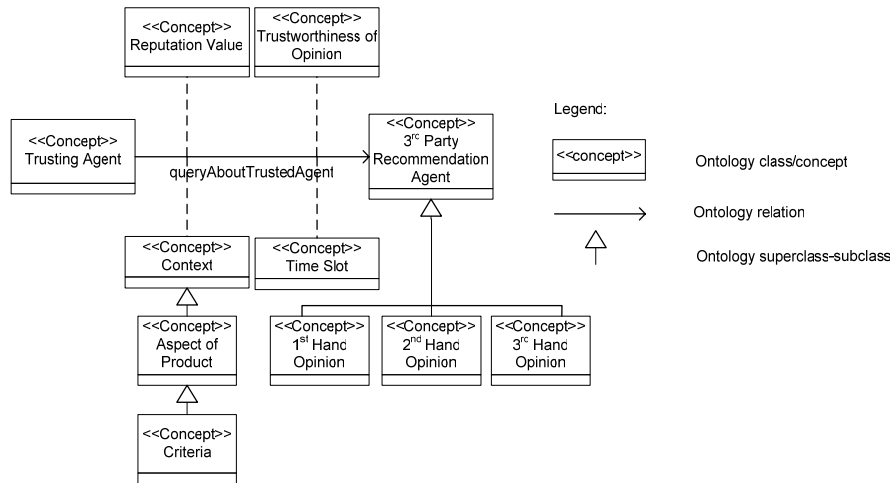 <<Concept>>
Reputation Value
<<Concept>>
Trustworthiness of
Opinion
<<Concept>>
Trusting Agent
queryAboutTrustedAgent
<<Concept>>
3rc Party
Recommendation
Agent
<<Concept>>
Context
<<Concept>>
Time Slot
<<Concept>>
Aspect of
Product
<<Concept>>
1st Hand
Opinion
<<Concept>>
2nd Hand
Opinion
<<Concept>>
3rc Hand
Opinion
<<Concept>>
Criteria
Legend:
<<concept>>
Ontology class/concept
Ontology relation
Ontology superclass-subclass